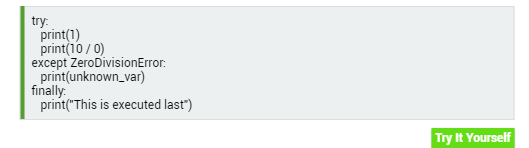 try:
print(1)
print(10 / 0)
except ZeroDivisionError:
print(unknown_var)
finally:
print("This is executed last")
Try It Yourself